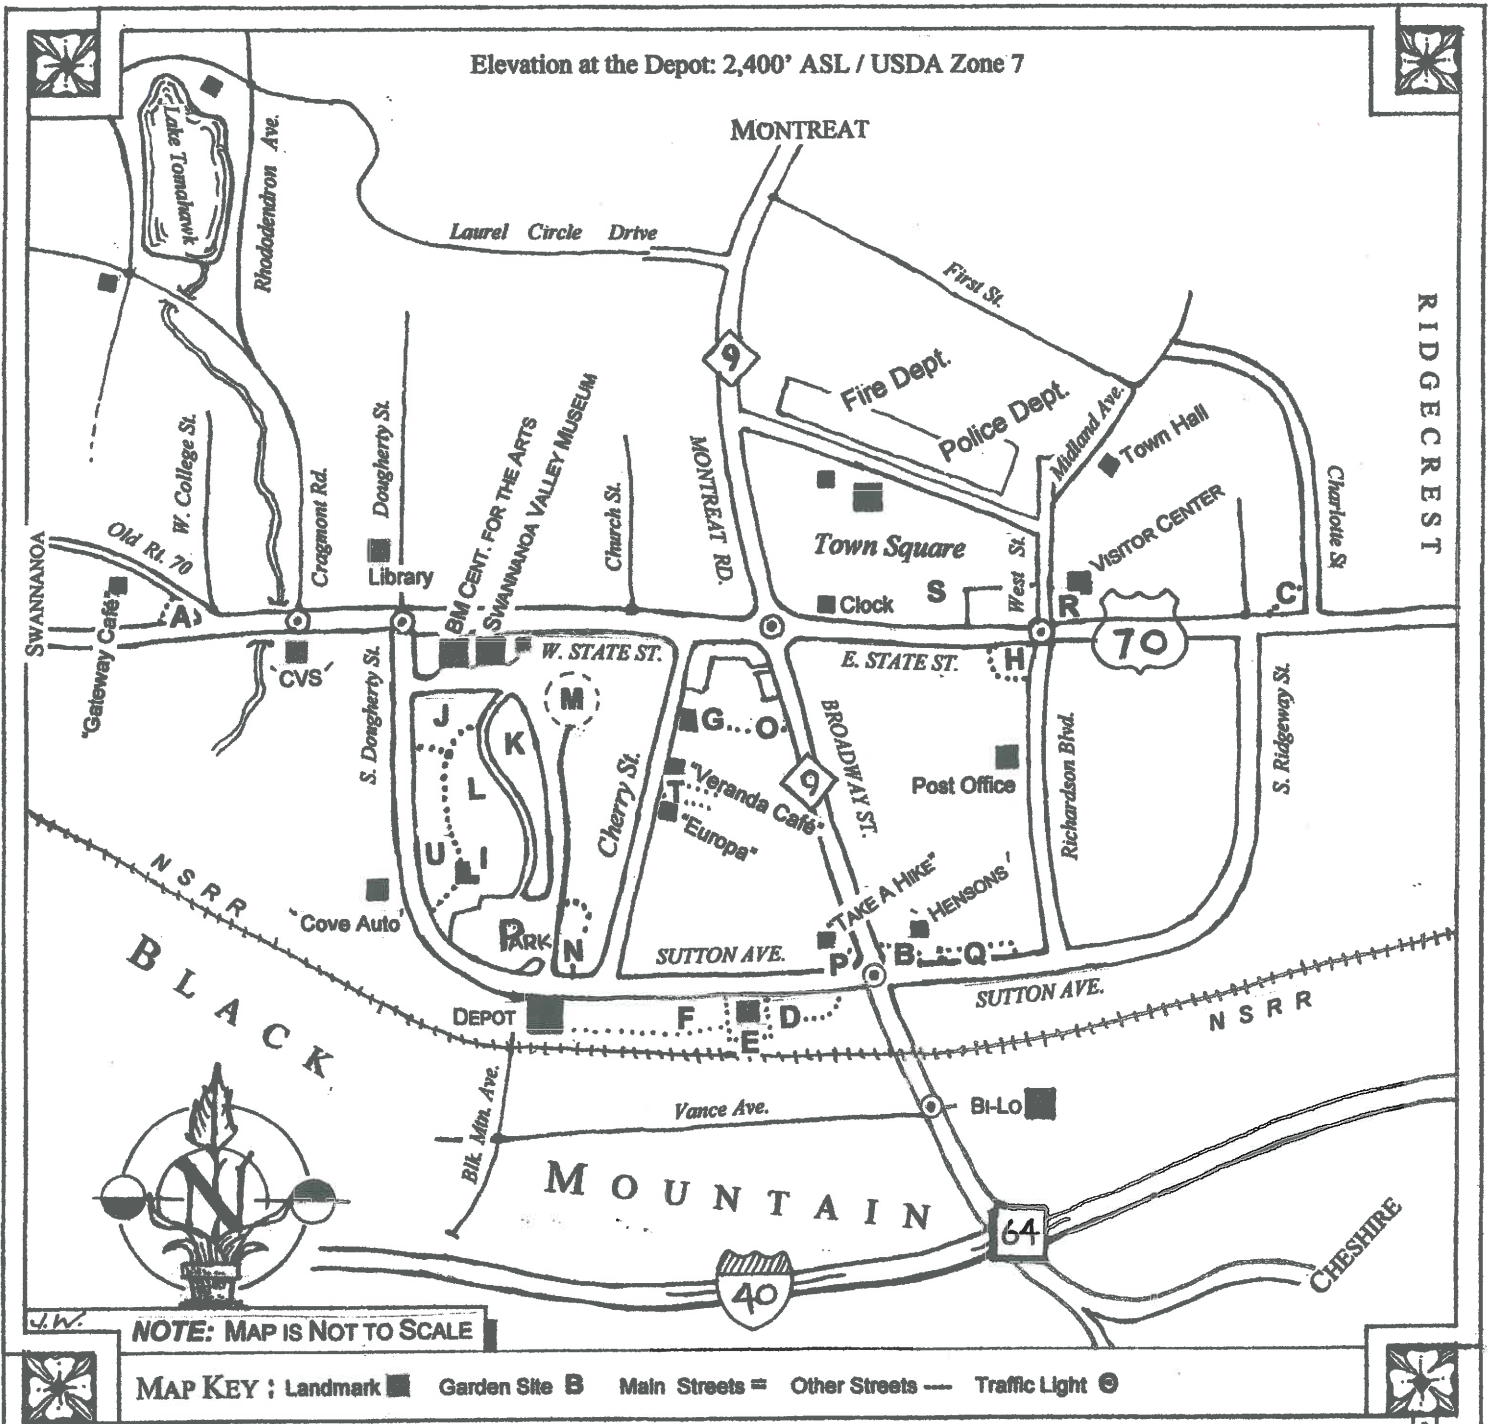 Elevation at the Depot: 2,400' ASL / USDA Zone 7
MONTREAT
Lake Tomahawk
Rhododendron Ave.
Laurel Circle Drive
First St.
RIDGECREST
9
Fire Dept.
Police Dept.
Midland Ave.
Town Hall
Charlotte St
W. College St.
Cragmont Rd.
Dougherty St.
BM CENT. FOR THE ARTS
SWANNANOA VALLEY MUSEUM
Church St.
MONTREAT RD.
VISITOR CENTER
SWANNANOA
Old Rt. 70
Library
Town Square
West St.
Clock
S
R
C
"Gateway Café"
A
'CVS'
W. STATE ST.
E. STATE ST.
H
70
S. Dougherty St.
J
K
M
G
O
BROADWAY ST.
9
Post Office
Richardson Blvd.
S. Ridgeway St.
L
Cherry St.
"Veranda Café"
T
"Europa"
U
I
NSRR
'Cove Auto'
PARK
N
"TAKE A HIKE"
'HENSONS'
SUTTON AVE.
P
B
Q
SUTTON AVE.
NSRR
DEPOT
F
E
D
BLACK
Blk. Mtn. Ave.
Vance Ave.
BI-LO
MOUNTAIN
N
64
40
CHESHIRE
J.W.
NOTE: MAP IS NOT TO SCALE
MAP KEY : Landmark Garden Site B Main Streets = Other Streets — Traffic Light